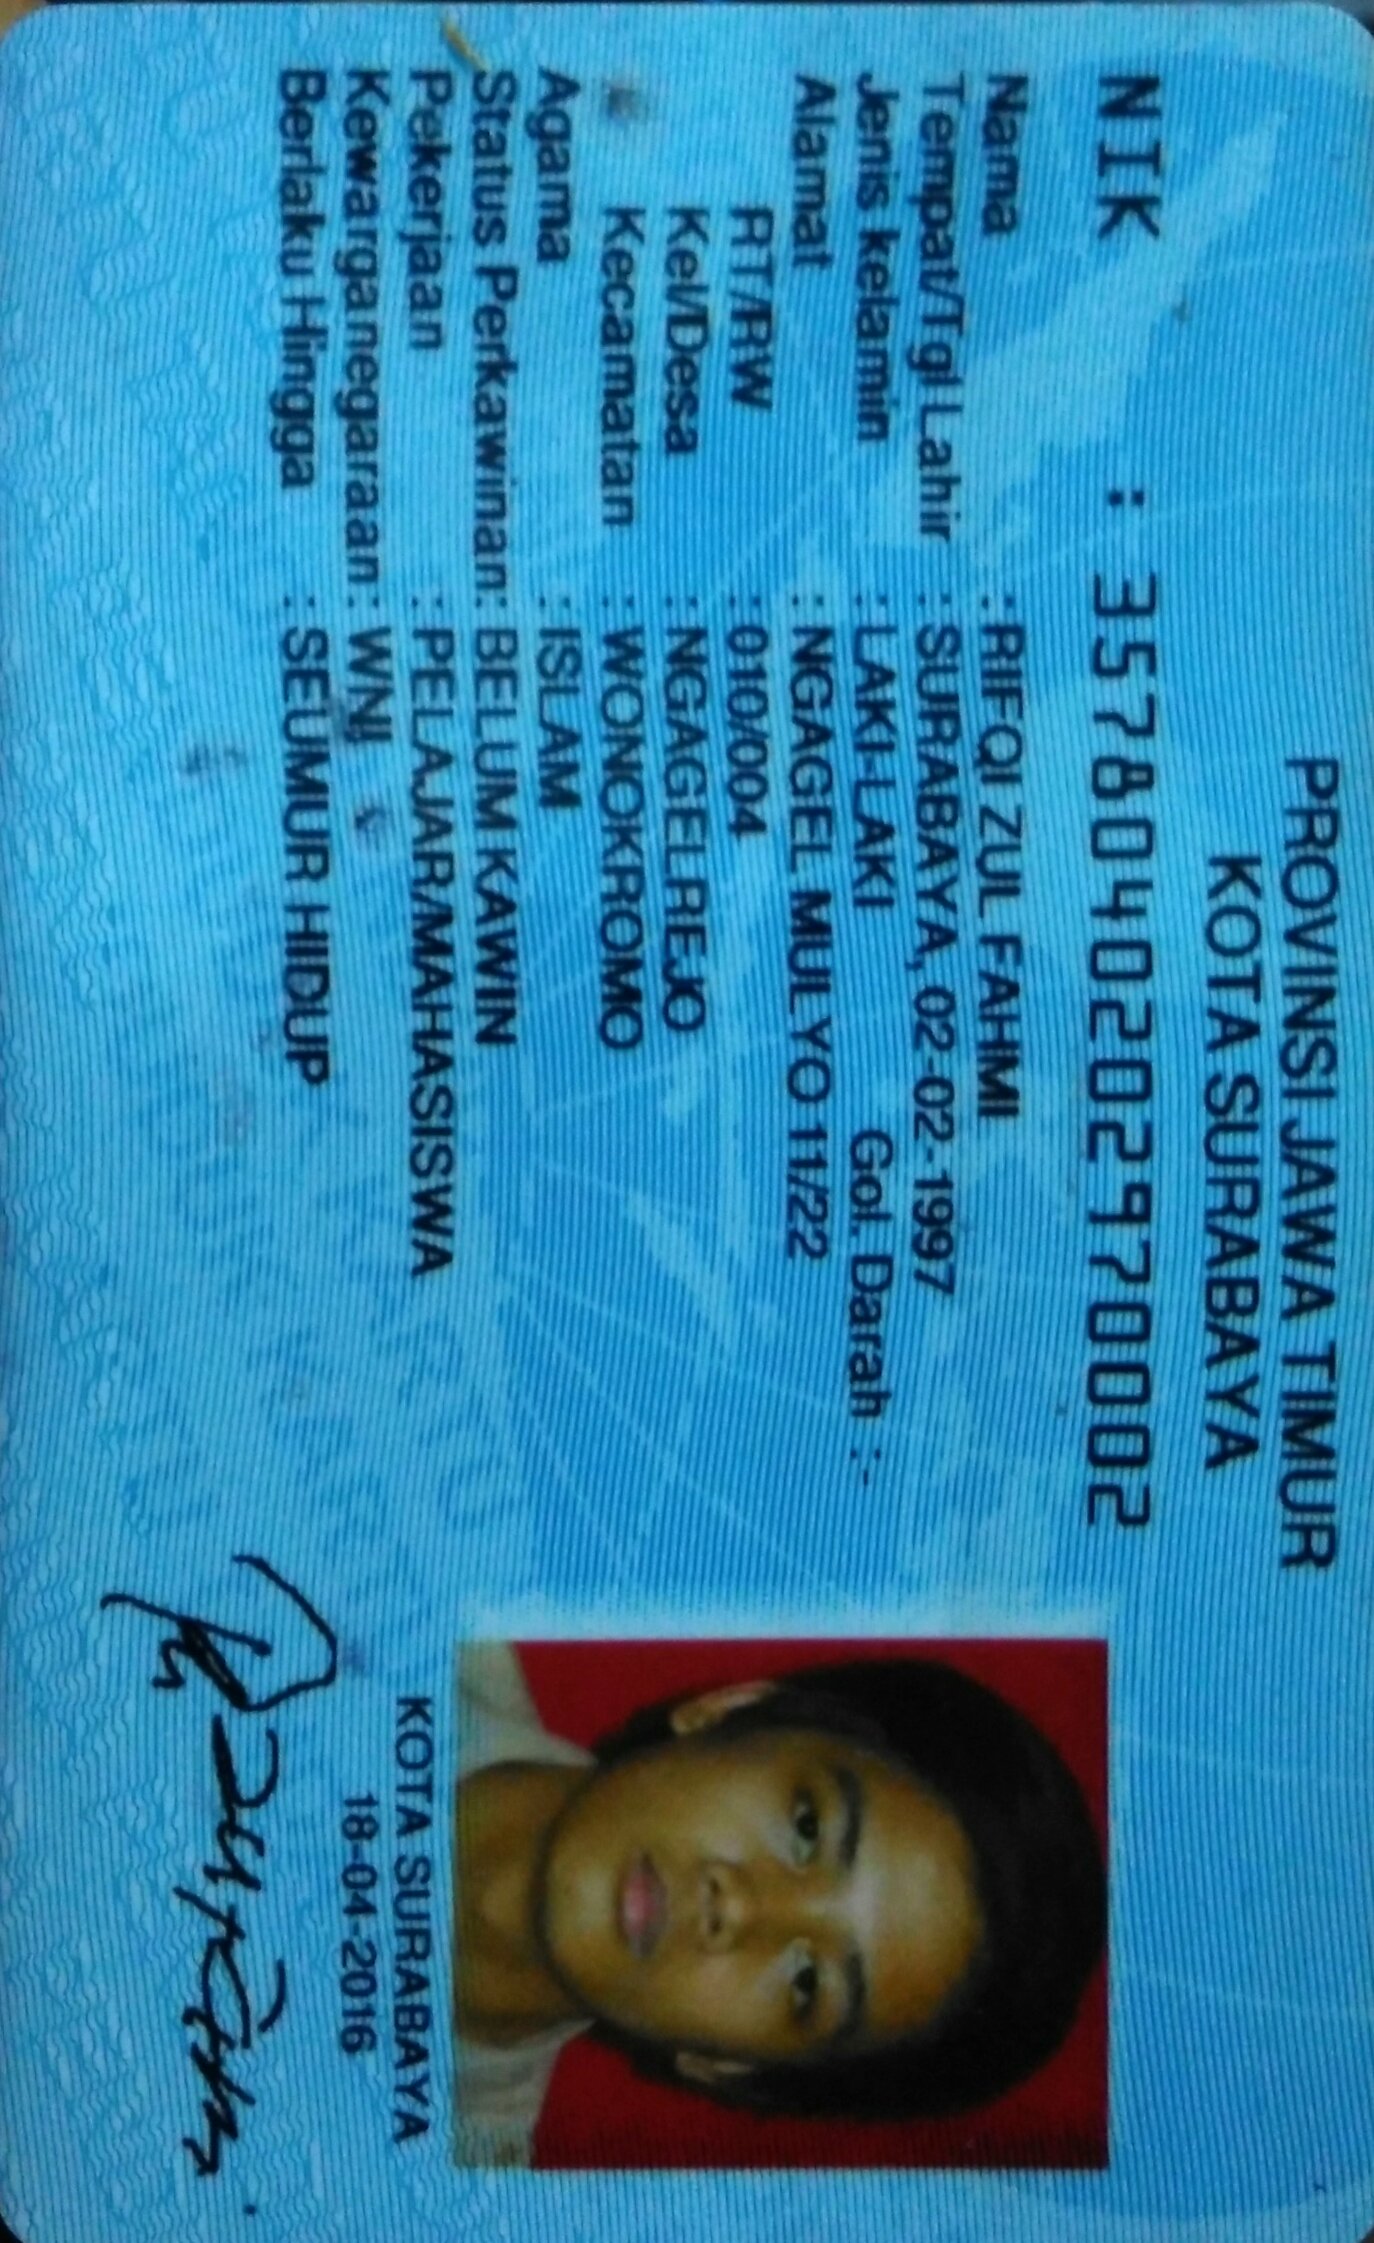 PROVINSI JAWA TIMUR
KOTA SURABAYA
NIK : 3578040202970002
Nama : RIFQI ZUL FAHMI
Tempat/Tgl Lahir : SURABAYA, 02-02-1997
Jenis kelamin : LAKI-LAKI Gol. Darah :-
Alamat : NGAGEL MULYO 11/22
RT/RW : 010/004
Kel/Desa : NGAGELREJO
Kecamatan : WONOKROMO
Agama : ISLAM
Status Perkawinan: BELUM KAWIN
Pekerjaan : PELAJAR/MAHASISWA
Kewarganegaraan: WNI
Berlaku Hingga : SEUMUR HIDUP
KOTA SURABAYA
18-04-2016